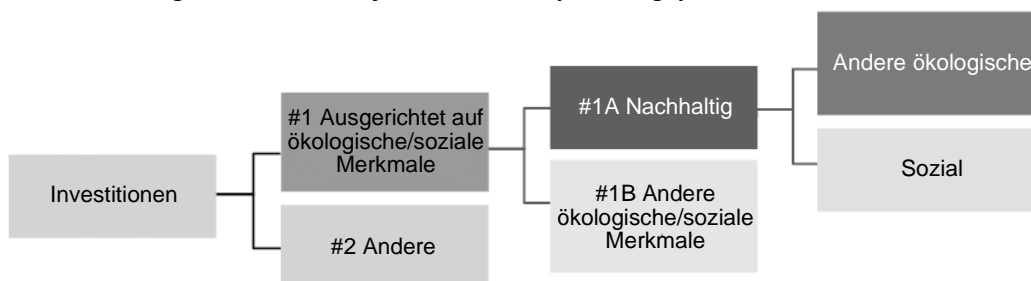 Investitionen
#1 Ausgerichtet auf
ökologische/soziale
Merkmale
#2 Andere
#1A Nachhaltig
#1B Andere
ökologische/soziale
Merkmale
Andere ökologische
Sozial